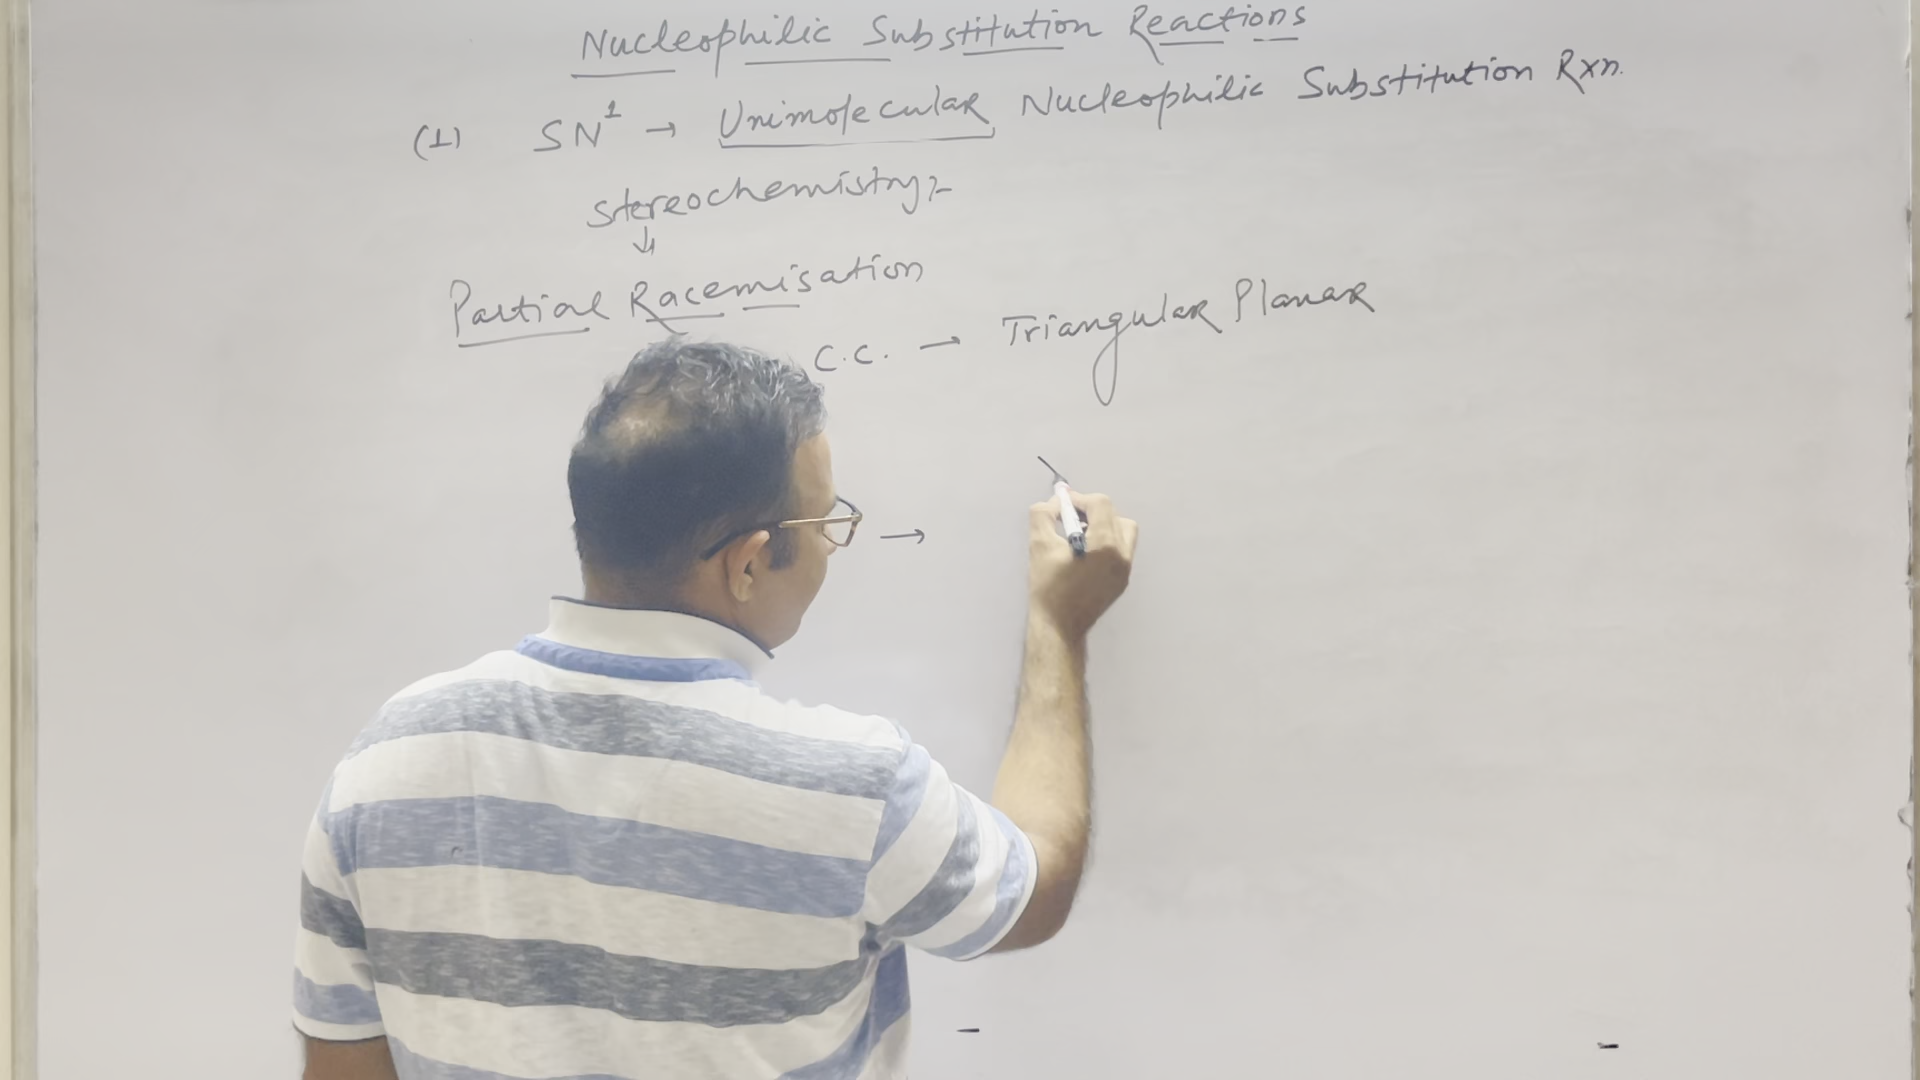 Nucleophilic Substitution Reactions
(1) SN¹ → Unimolecular Nucleophilic Substitution Rxn.
Stereochemistry:-
↓
Partial Racemisation
C.C. → Triangular Planar
→